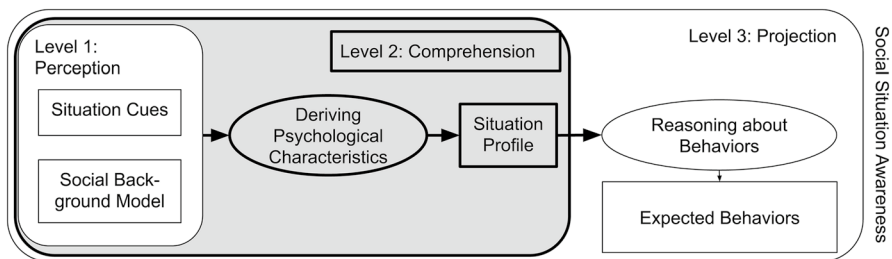 Level 1:
Perception
Situation Cues
Social Back-
ground Model
Level 2: Comprehension
Deriving
Psychological
Characteristics
Situation
Profile
Level 3: Projection
Reasoning about
Behaviors
Expected Behaviors
Social Situation Awareness